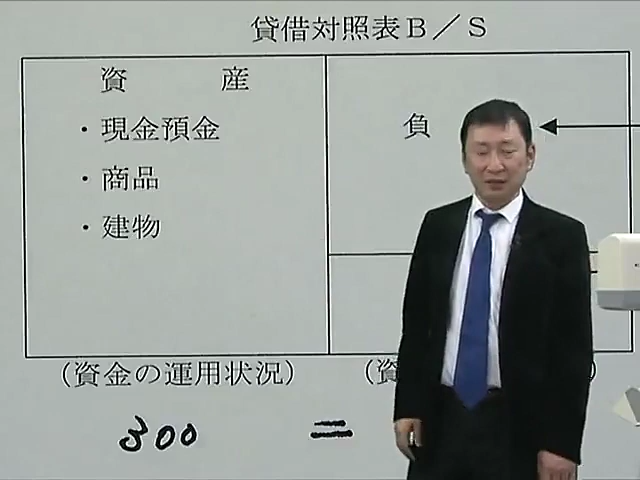 貸借対照表B/S
資産
負
・現金預金
・商品
・建物
(資金の運用状況)
(資
)
300 =